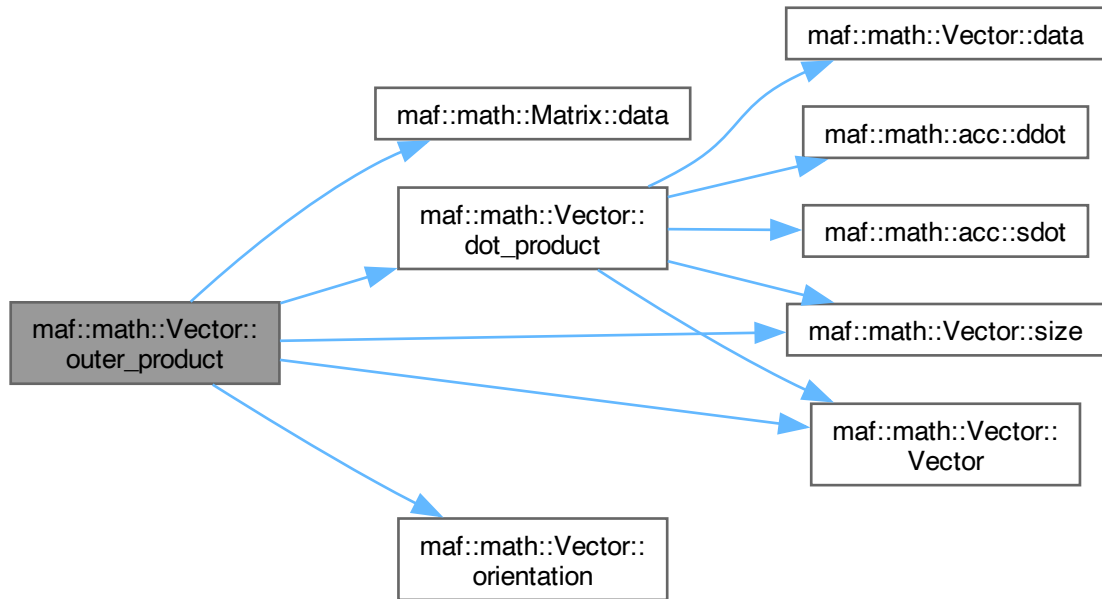 maf::math::Vector::data
maf::math::Matrix::data
maf::math::acc::ddot
maf::math::Vector::
dot_product
maf::math::acc::sdot
maf::math::Vector::
outer_product
maf::math::Vector::size
maf::math::Vector::
Vector
maf::math::Vector::
orientation